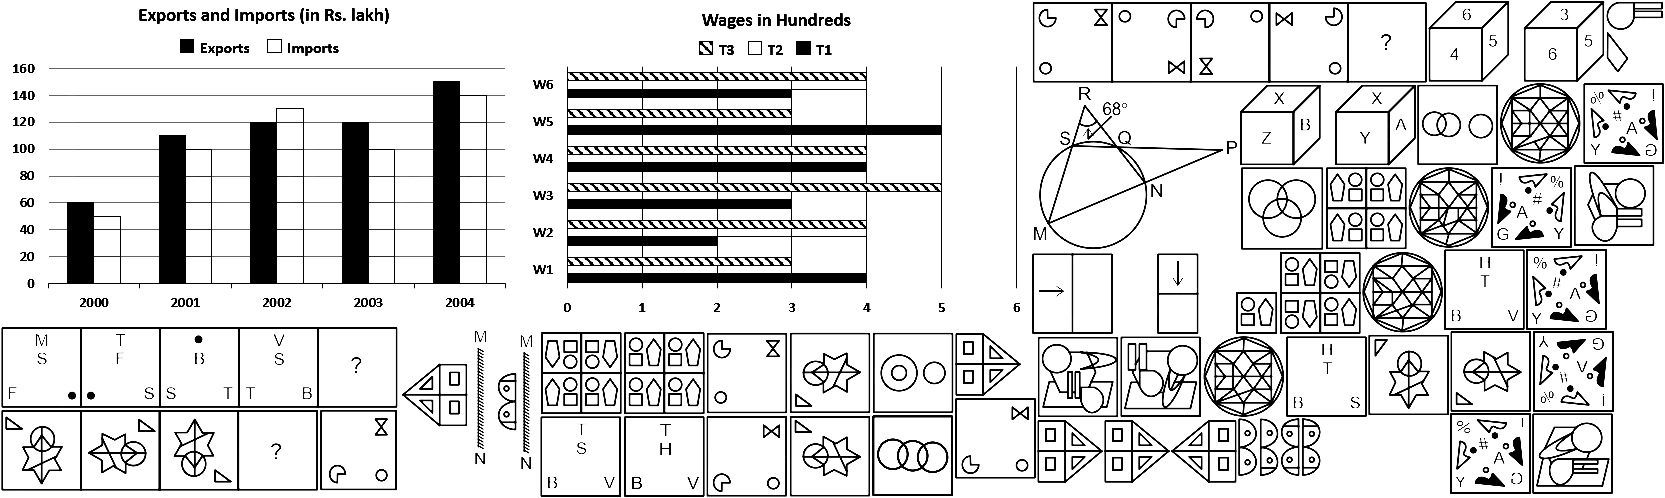 Exports and Imports (in Rs. lakh)
Exports Imports
160
140
120
100
80
60
40
20
0
2000 2001 2002 2003 2004
Wages in Hundreds
T3 T2 T1
W6
W5
W4
W3
W2
W1
0 1 2 3 4 5 6
?
6
4 5
3
6 5
R
68°
S Q
P
N
M
X
Z B
X
Y A
%
!
#
A
G
!
%
#
A
G Y
H
T
B V
%
!
#
A
Y G
M
S
F
T
F
S
B
S T
V
S
T B
?
?
M
N
M
N
I
S
B V
T
H
B V
H
T
B S
Y G
A
#
% !
% !
#
A
Y G